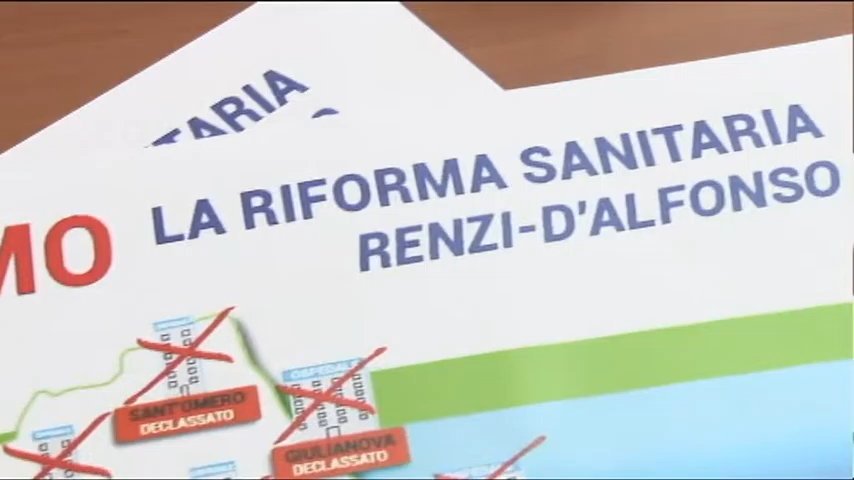 TARIA
MO
LA RIFORMA SANITARIA
RENZI-D'ALFONSO
SANT'OMERO
DECLASSATO
OSPEDALE
GIULIANOVA
DECLASSATO